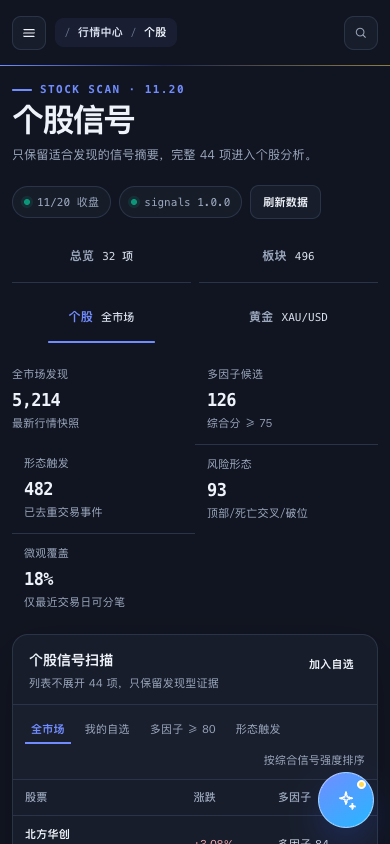 / 行情中心 / 个股
STOCK SCAN · 11.20
个股信号
只保留适合发现的信号摘要，完整 44 项进入个股分析。
11/20 收盘 signals 1.0.0 刷新数据
总览 32 项 板块 496
个股 全市场 黄金 XAU/USD
全市场发现 多因子候选
5,214 126
最新行情快照 综合分 ≥ 75
形态触发 风险形态
482 93
已去重交易事件 顶部/死亡交叉/破位
微观覆盖
18%
仅最近交易日可分笔
个股信号扫描 加入自选
列表不展开 44 项，只保留发现型证据
全市场 我的自选 多因子 ≥ 80 形态触发
按综合信号强度排序
股票 涨跌 多因子
北方华创 +3.08% 多因子 84